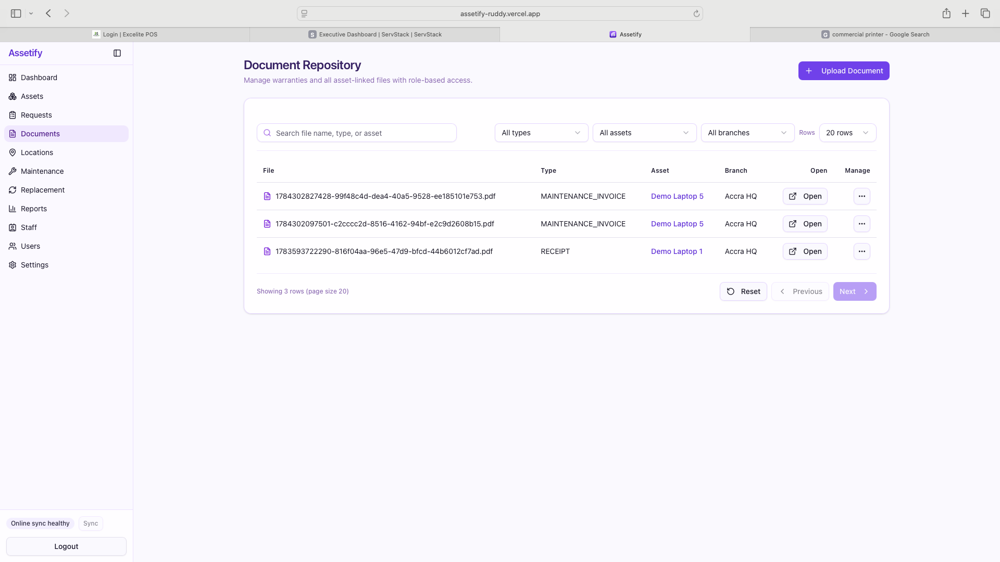 assetify-ruddy.vercel.app
Login | Excelite POS
S Executive Dashboard | ServStack | ServStack
Assetify
G commercial printer - Google Search
Assetify
Dashboard
Assets
Requests
Documents
Locations
Maintenance
Replacement
Reports
Staff
Users
Settings
Online sync healthy Sync
Logout
Document Repository
Manage warranties and all asset-linked files with role-based access.
Upload Document
Search file name, type, or asset All types All assets All branches Rows 20 rows
File Type Asset Branch Open Manage
1784302827428-99f48c4d-dea4-40a5-9528-ee185101e753.pdf MAINTENANCE_INVOICE Demo Laptop 5 Accra HQ Open
1784302097501-c2cccc2d-8516-4162-94bf-e2c9d2608b15.pdf MAINTENANCE_INVOICE Demo Laptop 5 Accra HQ Open
1783593722290-816f04aa-96e5-47d9-bfcd-44b6012cf7ad.pdf RECEIPT Demo Laptop 1 Accra HQ Open
Showing 3 rows (page size 20) Reset Previous Next